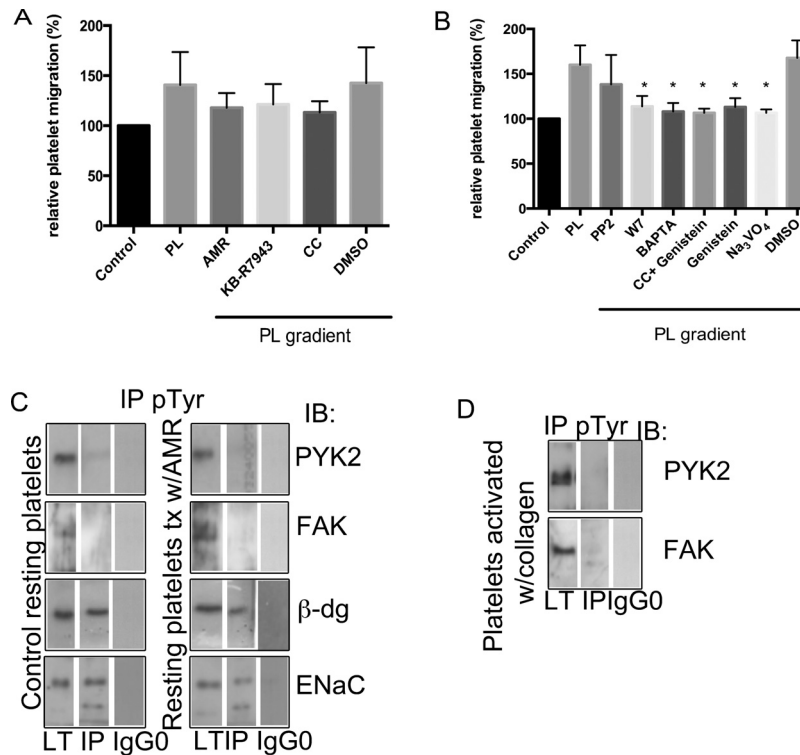 A
relative platelet migration (%)
200
150
100
50
0
Control
PL
AMR
KB-R7943
CC
DMSO
PL gradient
B
relative platelet migration (%)
200
150
100
50
0
* * * * *
Control
PL
PP2
W7
BAPTA
CC+ Genistein
Genistein
Na₃VO₄
DMSO
PL gradient
C
IP pTyr
IB:
Control resting platelets
Resting platelets tx w/AMR
PYK2
FAK
β-dg
ENaC
LT IP IgG0
LTIP IgG0
D
IP pTyr IB:
Platelets activated
w/collagen
PYK2
FAK
LT IPIgG0